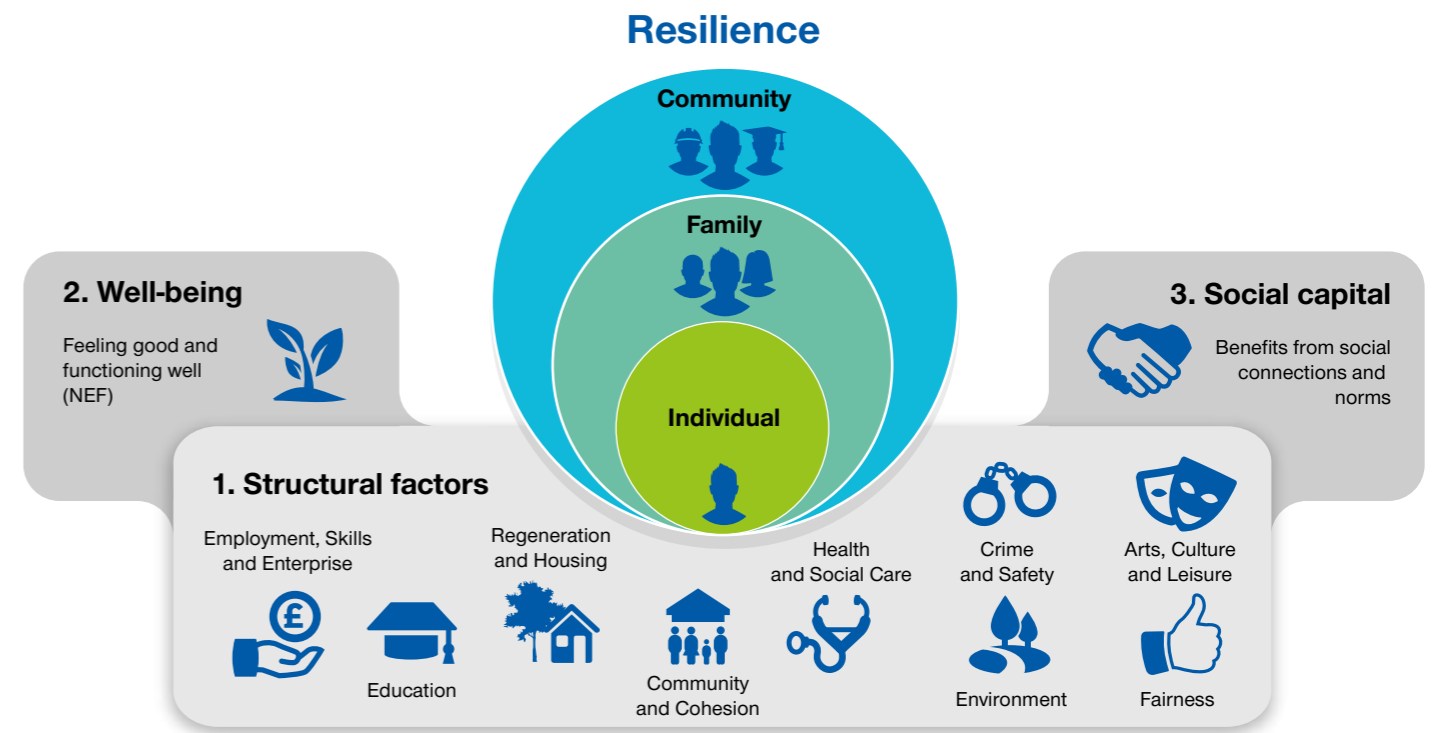 Resilience
Community
Family
Individual
2. Well-being
Feeling good and
functioning well
(NEF)
3. Social capital
Benefits from social
connections and
norms
1. Structural factors
Employment, Skills
and Enterprise
£
Education
Regeneration
and Housing
Community
and Cohesion
Health
and Social Care
Crime
and Safety
Environment
Arts, Culture
and Leisure
Fairness